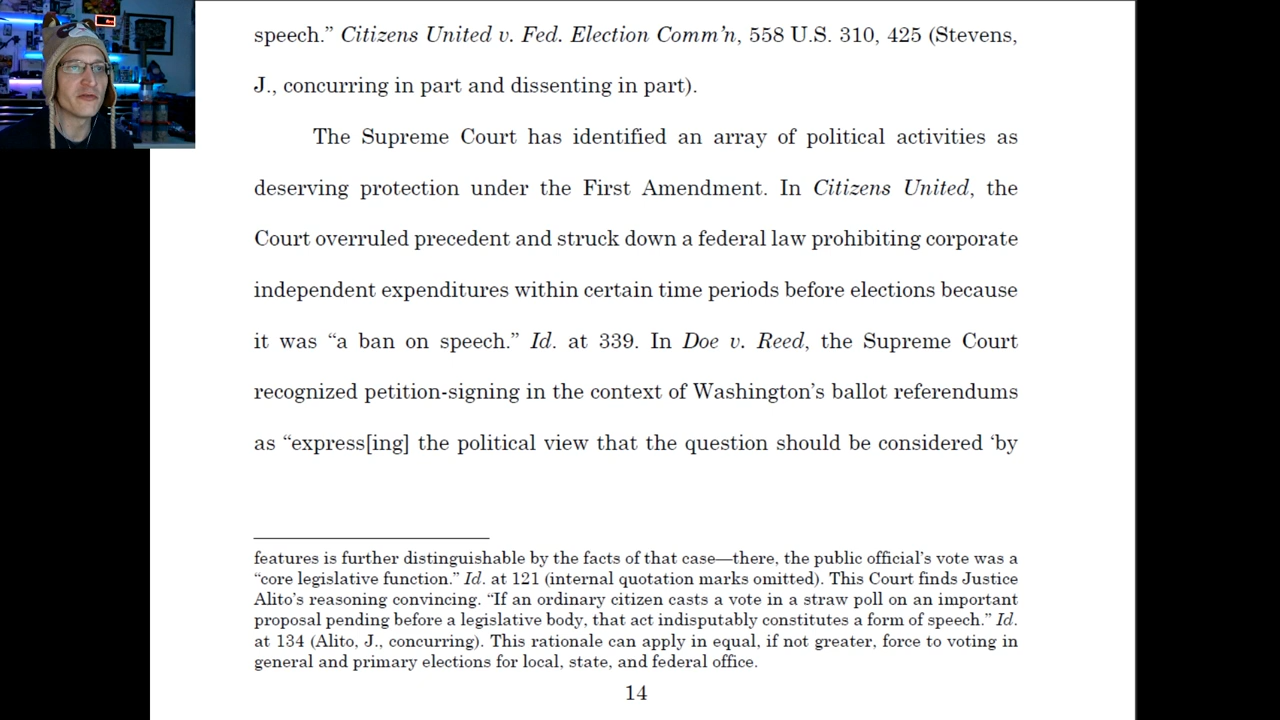 speech.” Citizens United v. Fed. Election Comm’n, 558 U.S. 310, 425 (Stevens,
J., concurring in part and dissenting in part).
The Supreme Court has identified an array of political activities as
deserving protection under the First Amendment. In Citizens United, the
Court overruled precedent and struck down a federal law prohibiting corporate
independent expenditures within certain time periods before elections because
it was “a ban on speech.” Id. at 339. In Doe v. Reed, the Supreme Court
recognized petition-signing in the context of Washington’s ballot referendums
as “express[ing] the political view that the question should be considered ‘by
features is further distinguishable by the facts of that case—there, the public official’s vote was a
“core legislative function.” Id. at 121 (internal quotation marks omitted). This Court finds Justice
Alito’s reasoning convincing. “If an ordinary citizen casts a vote in a straw poll on an important
proposal pending before a legislative body, that act indisputably constitutes a form of speech.” Id.
at 134 (Alito, J., concurring). This rationale can apply in equal, if not greater, force to voting in
general and primary elections for local, state, and federal office.
14